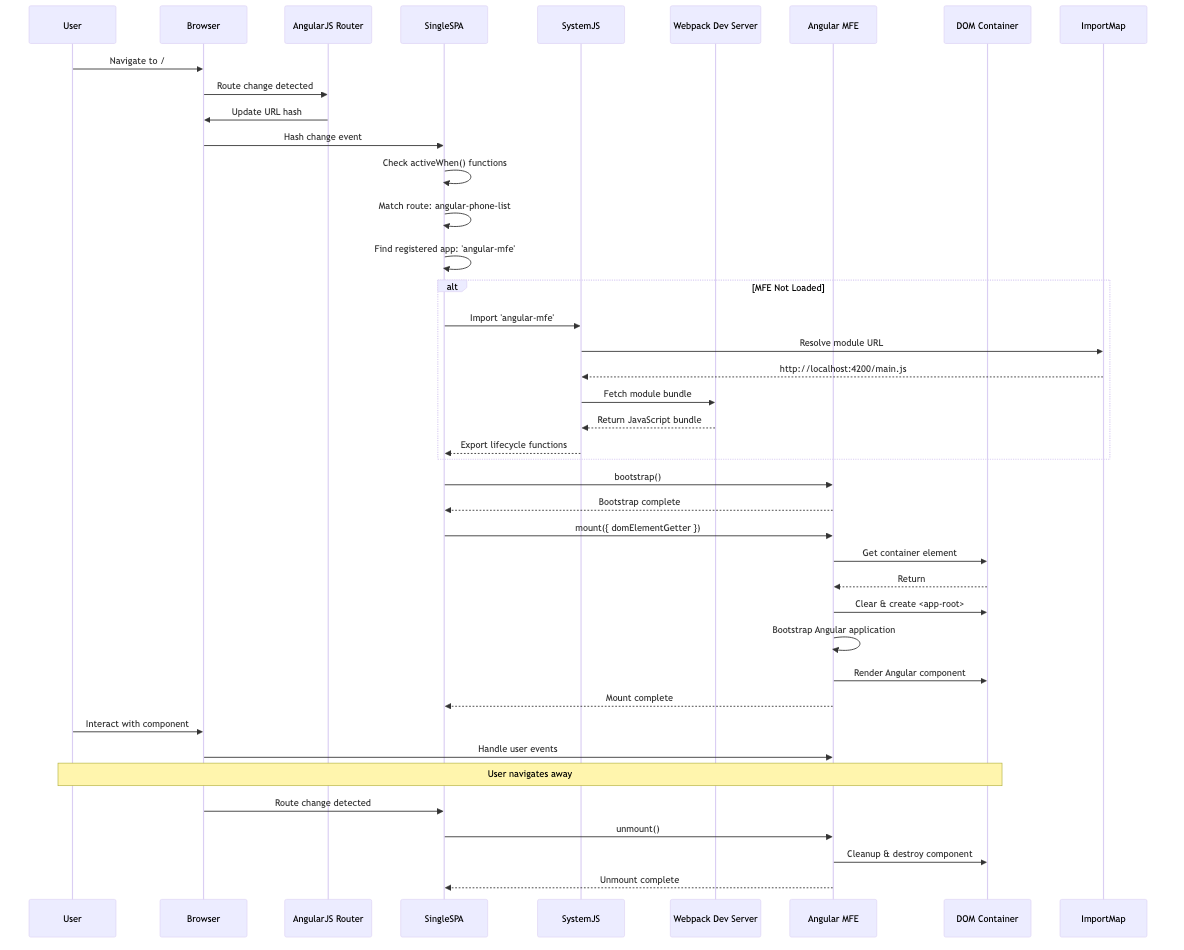 User
Browser
AngularJS Router
SingleSPA
SystemJS
Webpack Dev Server
Angular MFE
DOM Container
ImportMap
Navigate to /
Route change detected
Update URL hash
Hash change event
Check activeWhen() functions
Match route: angular-phone-list
Find registered app: 'angular-mfe'
alt
[MFE Not Loaded]
Import 'angular-mfe'
Resolve module URL
http://localhost:4200/main.js
Fetch module bundle
Return JavaScript bundle
Export lifecycle functions
bootstrap()
Bootstrap complete
mount({ domElementGetter })
Get container element
Return
Clear & create <app-root>
Bootstrap Angular application
Render Angular component
Mount complete
Interact with component
Handle user events
User navigates away
Route change detected
unmount()
Cleanup & destroy component
Unmount complete
User
Browser
AngularJS Router
SingleSPA
SystemJS
Webpack Dev Server
Angular MFE
DOM Container
ImportMap